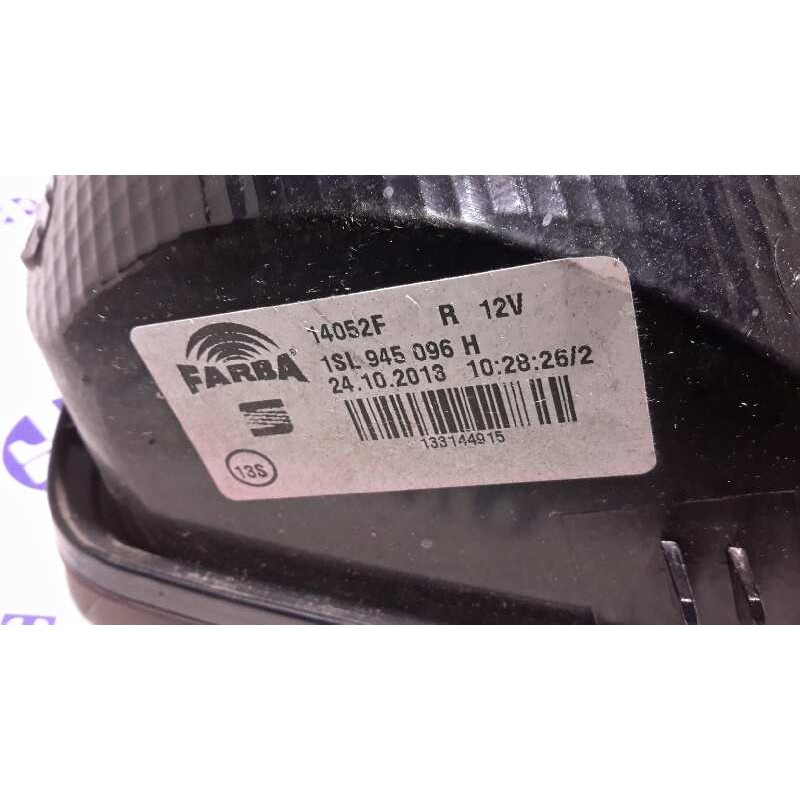 14052F R 12V
FARBA®
1SL 945 096 H
24.10.2013 10:28:26/2
133144915
13S